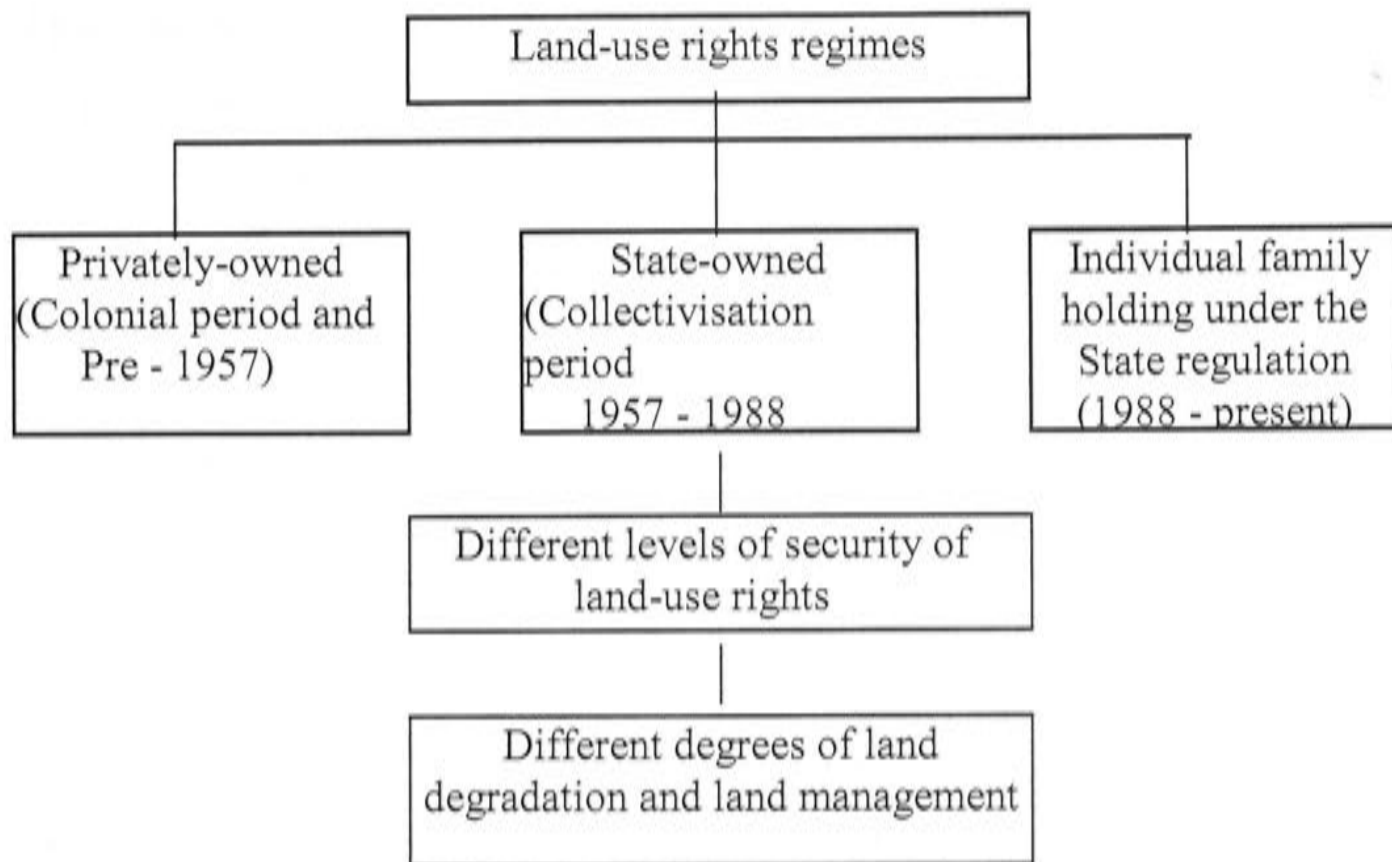 Land-use rights regimes
Privately-owned
(Colonial period and
Pre - 1957)
State-owned
(Collectivisation
period
1957 - 1988
Individual family
holding under the
State regulation
(1988 - present)
Different levels of security of
land-use rights
Different degrees of land
degradation and land management